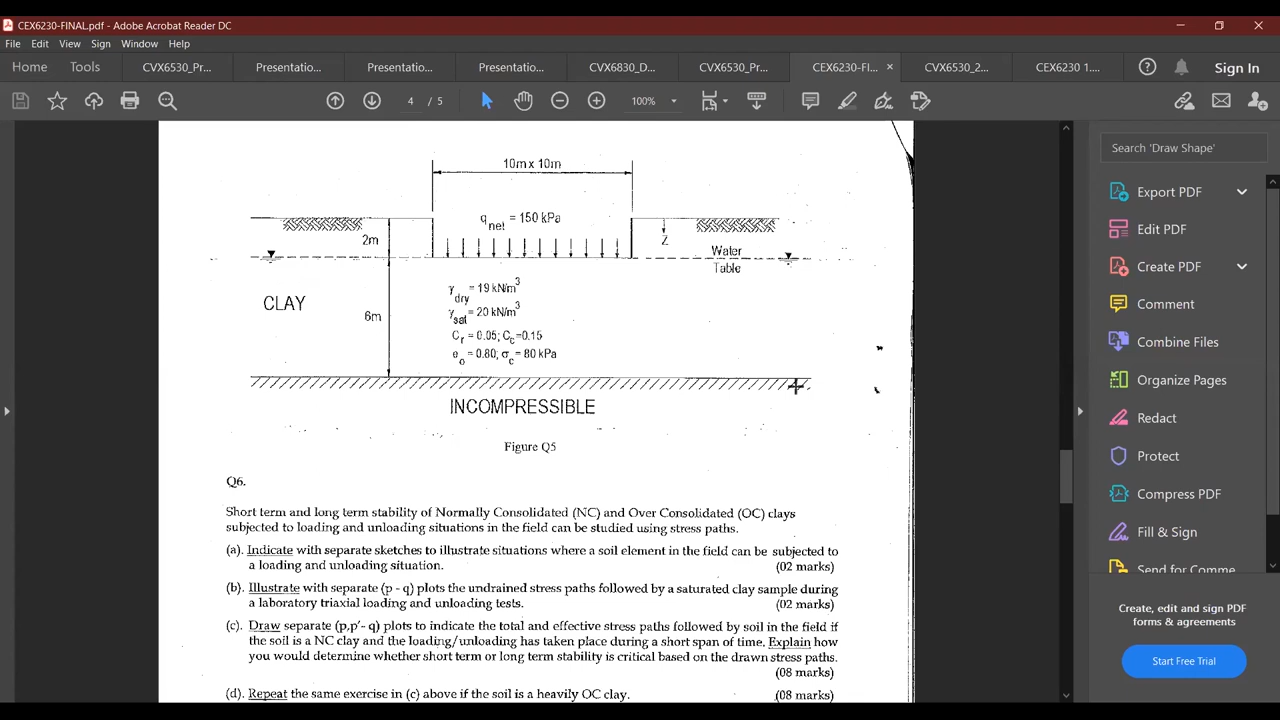 CEX6230-FINAL.pdf - Adobe Acrobat Reader DC
File Edit View Sign Window Help
Home Tools CVX6530_Pr... Presentatio... Presentatio... Presentatio... CVX6830_D... CVX6530_Pr... CEX6230-FI... × CVX6530_2... CEX6230 1.... Sign In
4 / 5 100%
Search 'Draw Shape'
Export PDF
Edit PDF
Create PDF
Comment
Combine Files
Organize Pages
Redact
Protect
Compress PDF
Fill & Sign
Send for Comme
Create, edit and sign PDF
forms & agreements
Start Free Trial
10m x 10m
q net = 150 kPa
2m
Z
Water
Table
CLAY
6m
γ dry = 19 kN/m³
γ sat = 20 kN/m³
Cr = 0.05; Cc=0.15
eo = 0.80; σc = 80 kPa
INCOMPRESSIBLE
Figure Q5
Q6.
Short term and long term stability of Normally Consolidated (NC) and Over Consolidated (OC) clays
subjected to loading and unloading situations in the field can be studied using stress paths.
(a). Indicate with separate sketches to illustrate situations where a soil element in the field can be subjected to
a loading and unloading situation. (02 marks)
(b). Illustrate with separate (p - q) plots the undrained stress paths followed by a saturated clay sample during
a laboratory triaxial loading and unloading tests. (02 marks)
(c). Draw separate (p,p'- q) plots to indicate the total and effective stress paths followed by soil in the field if
the soil is a NC clay and the loading/unloading has taken place during a short span of time. Explain how
you would determine whether short term or long term stability is critical based on the drawn stress paths.
(08 marks)
(d). Repeat the same exercise in (c) above if the soil is a heavily OC clay. (08 marks)